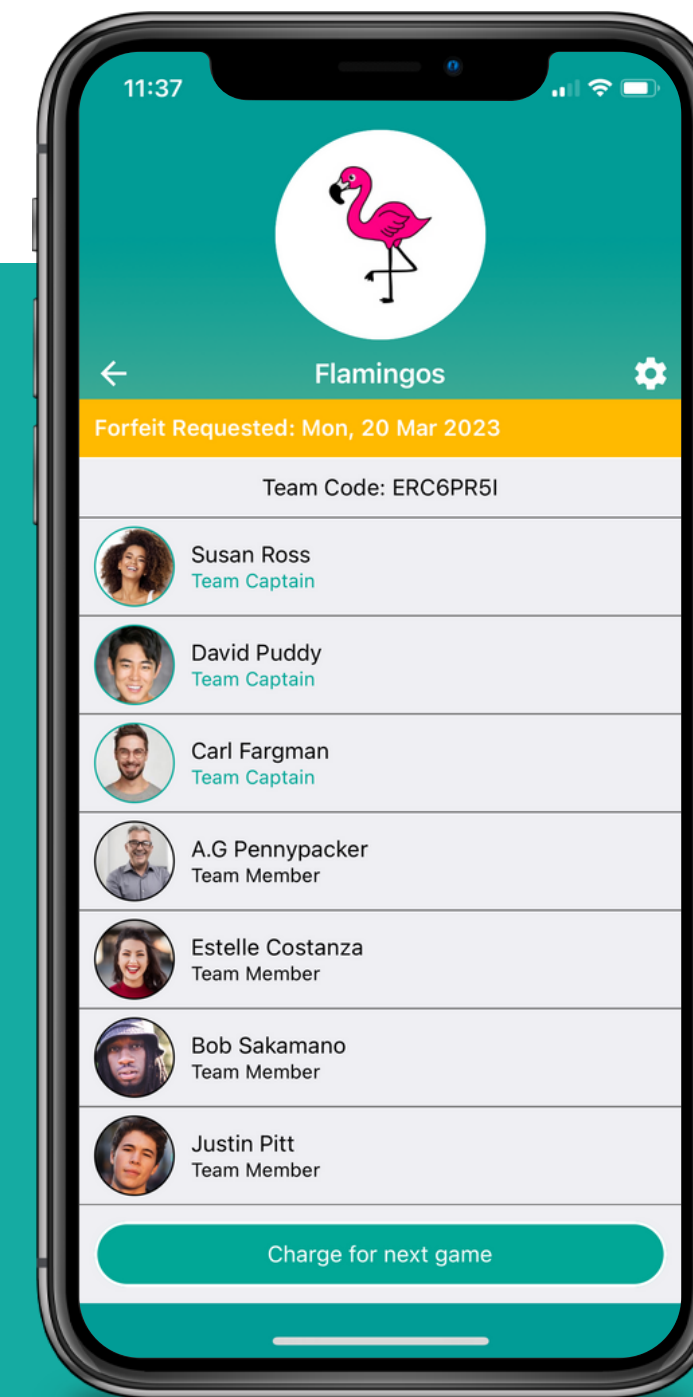 11:37
Flamingos
Forfeit Requested: Mon, 20 Mar 2023
Team Code: ERC6PR5I
Susan Ross
Team Captain
David Puddy
Team Captain
Carl Fargman
Team Captain
A.G Pennypacker
Team Member
Estelle Costanza
Team Member
Bob Sakamano
Team Member
Justin Pitt
Team Member
Charge for next game